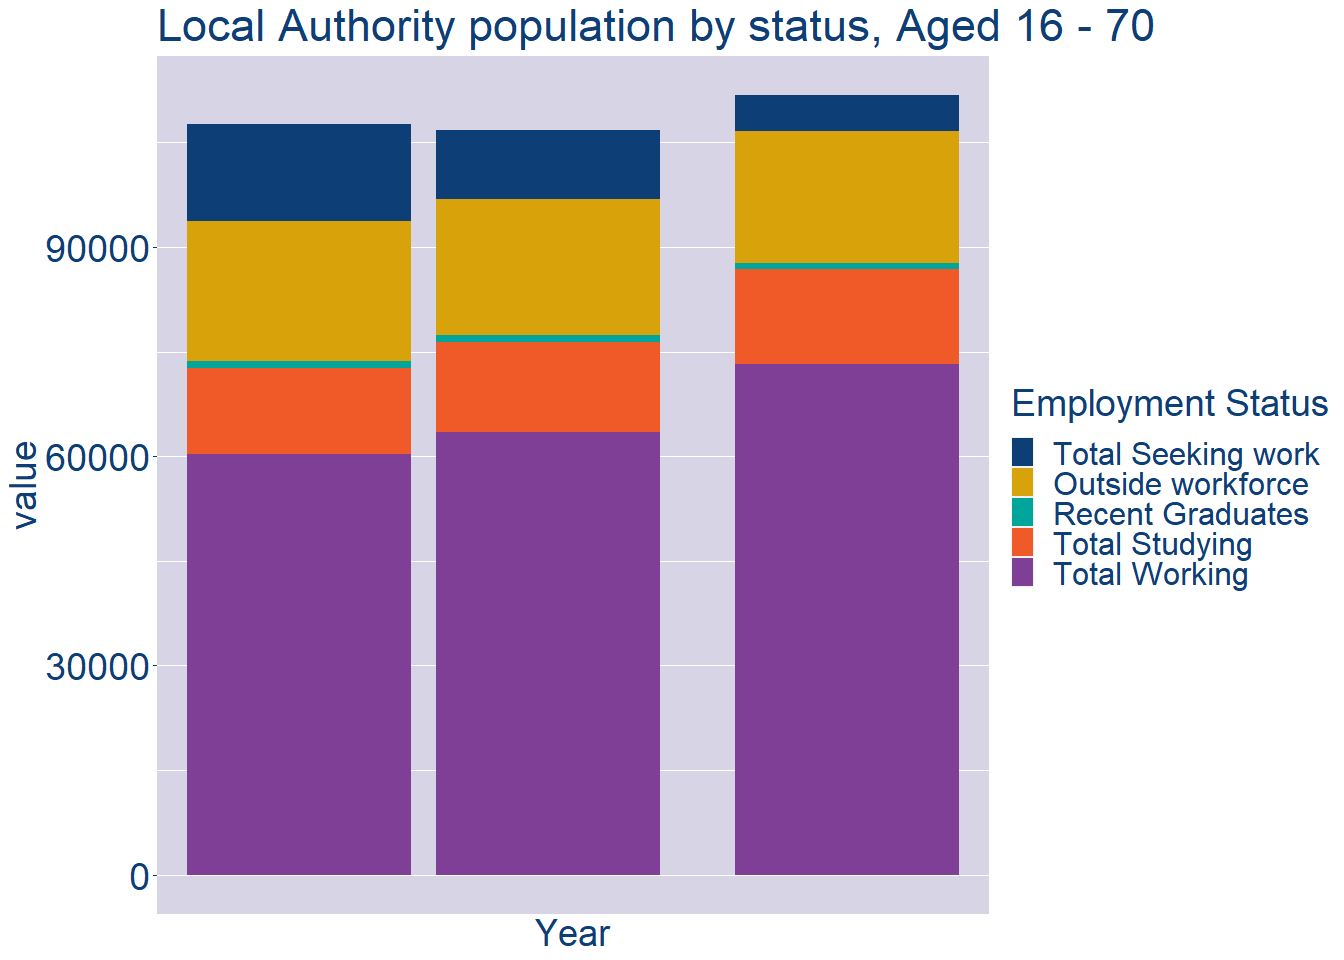 Local Authority population by status, Aged 16 - 70
90000
60000
30000
0
value
Year
Employment Status
Total Seeking work
Outside workforce
Recent Graduates
Total Studying
Total Working